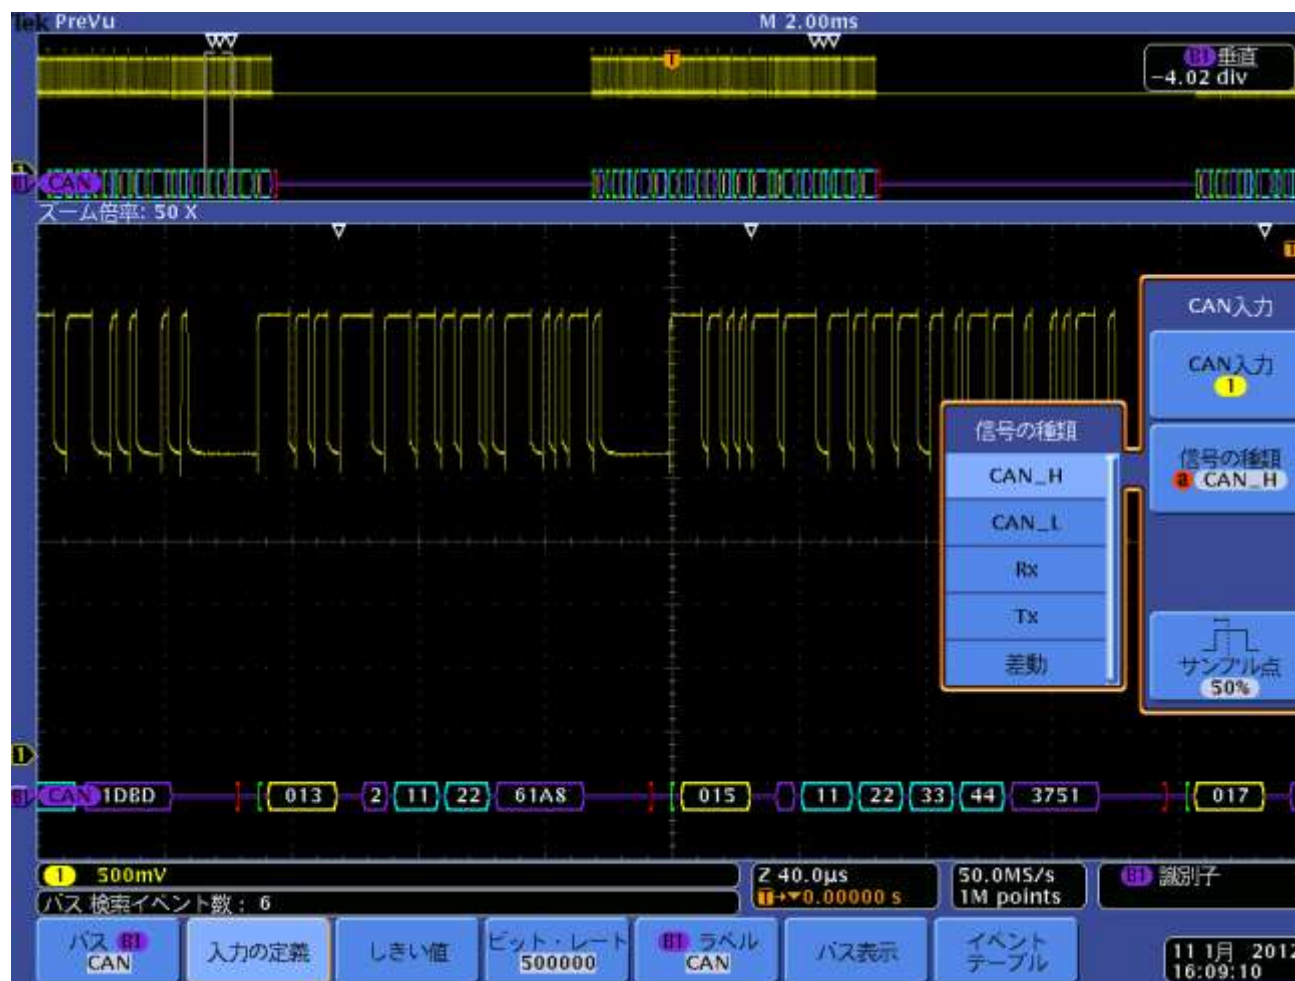 Tek PreVu
M 2.00ms
T
B1 垂直
-4.02 div
1
B1 CAN
ズーム倍率: 50 X
T
CAN入力
CAN入力
1
信号の種類
a CAN_H
サンプル点
50%
信号の種類
CAN_H
CAN_L
Rx
Tx
差動
1
B1 CAN 1DBD 013 2 11 22 61A8 015 11 22 33 44 3751 017
1 500mV
Z 40.0μs
T→▼0.00000 s
50.0MS/s
1M points
B1 識別子
バス 検索イベント数: 6
バス B1
CAN
入力の定義
しきい値
ビット・レート
500000
B1 ラベル
CAN
バス表示
イベント
テーブル
11 1月 2012
16:09:10